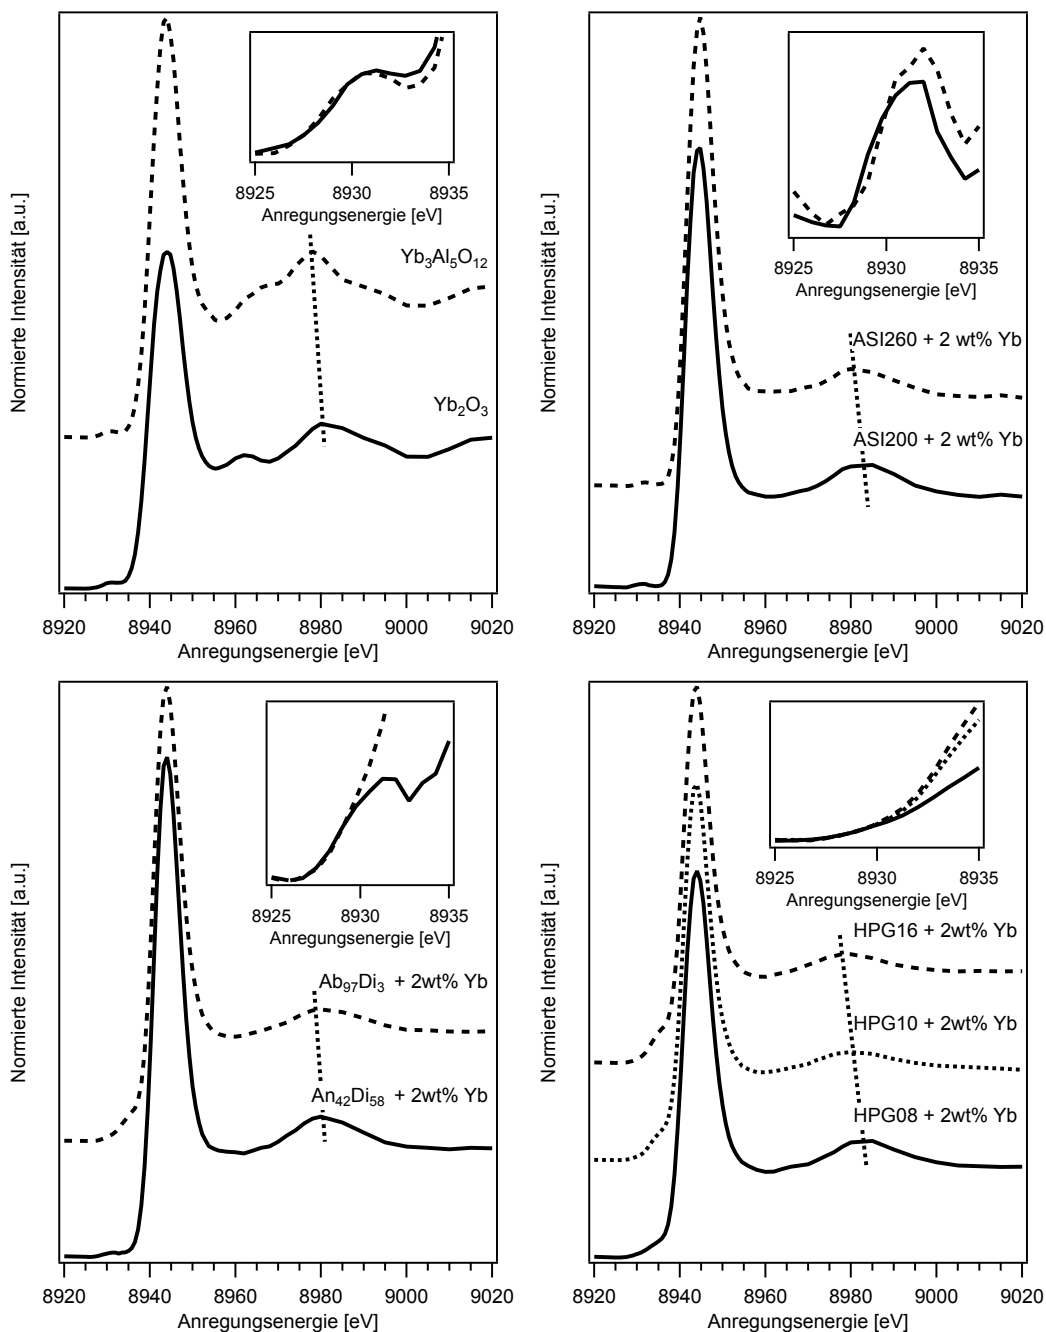 Normierte Intensität [a.u.]
8925 8930 8935
Anregungsenergie [eV]
Yb3Al5O12
Yb2O3
8920 8940 8960 8980 9000 9020
Anregungsenergie [eV]
Normierte Intensität [a.u.]
8925 8930 8935
Anregungsenergie [eV]
ASI260 + 2 wt% Yb
ASI200 + 2 wt% Yb
8920 8940 8960 8980 9000 9020
Anregungsenergie [eV]
Normierte Intensität [a.u.]
8925 8930 8935
Anregungsenergie [eV]
Ab97Di3 + 2wt% Yb
An42Di58 + 2wt% Yb
8920 8940 8960 8980 9000 9020
Anregungsenergie [eV]
Normierte Intensität [a.u.]
8925 8930 8935
Anregungsenergie [eV]
HPG16 + 2wt% Yb
HPG10 + 2wt% Yb
HPG08 + 2wt% Yb
8920 8940 8960 8980 9000 9020
Anregungsenergie [eV]